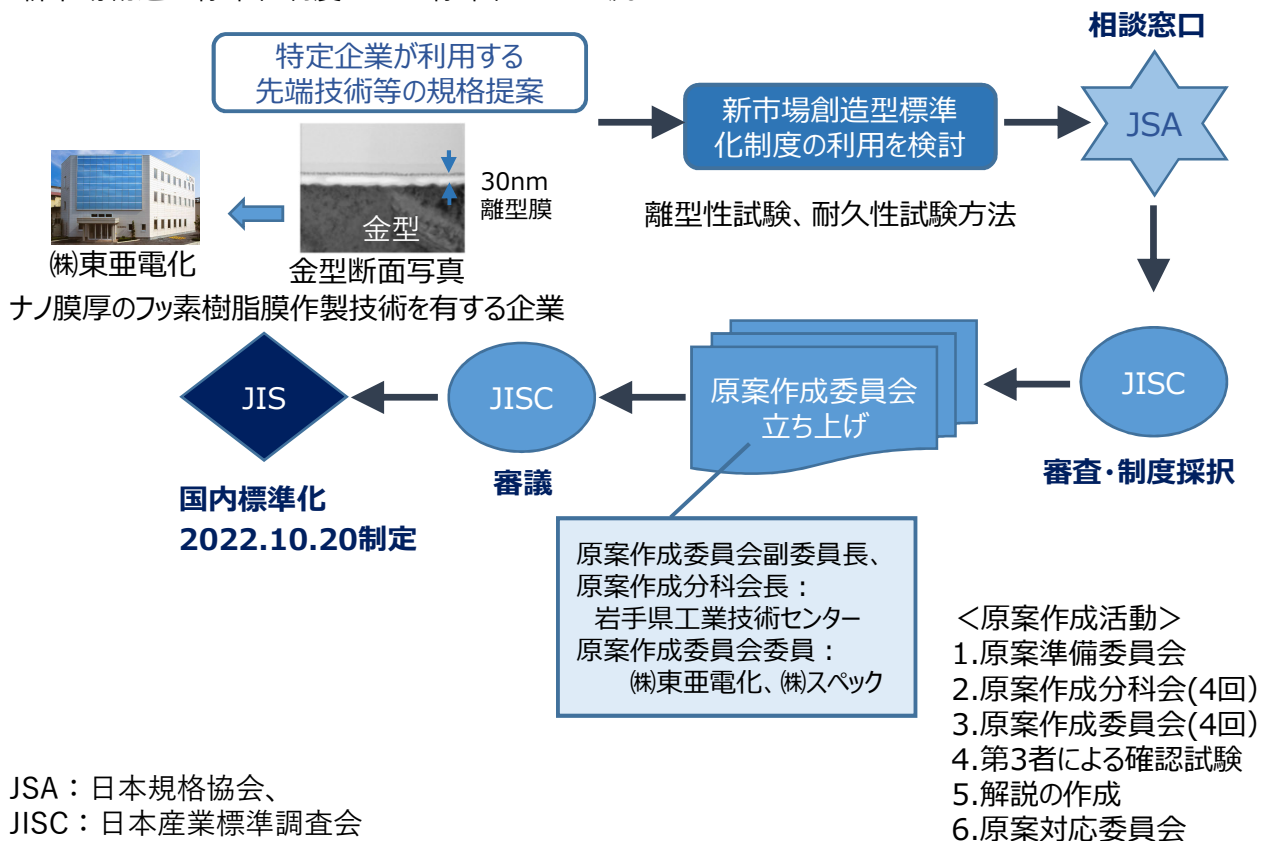 相談窓口
特定企業が利用する
先端技術等の規格提案
新市場創造型標準
化制度の利用を検討
JSA
30nm
離型膜
金型
離型性試験、耐久性試験方法
㈱東亜電化
金型断面写真
ナノ膜厚のフッ素樹脂膜作製技術を有する企業
JIS
JISC
原案作成委員会
立ち上げ
JISC
審議
審査・制度採択
国内標準化
2022.10.20制定
原案作成委員会副委員長、
原案作成分科会長：
岩手県工業技術センター
原案作成委員会委員：
㈱東亜電化、㈱スペック
＜原案作成活動＞
1.原案準備委員会
2.原案作成分科会(4回)
3.原案作成委員会(4回)
4.第3者による確認試験
5.解説の作成
6.原案対応委員会
JSA：日本規格協会、
JISC：日本産業標準調査会